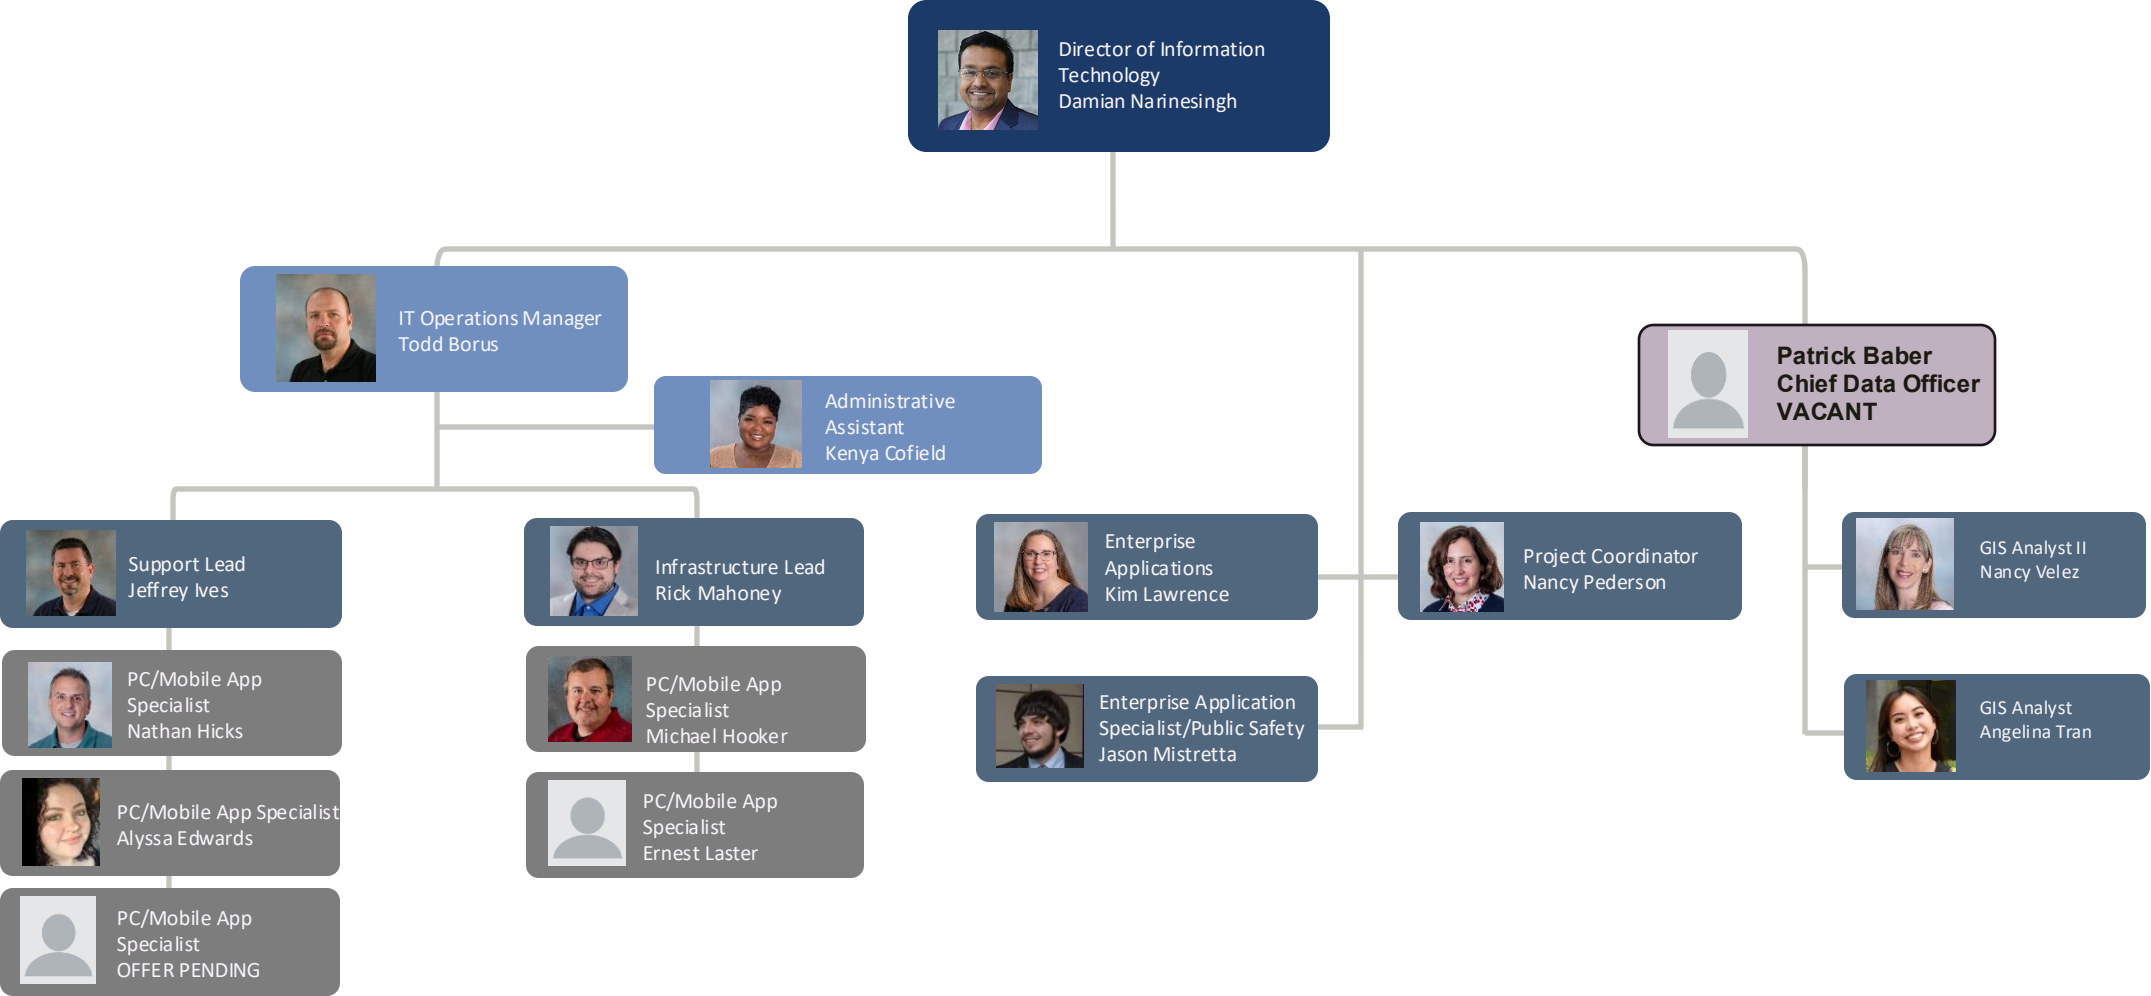 Director of Information
Technology
Damian Narinesingh
IT Operations Manager
Todd Borus
Administrative
Assistant
Kenya Cofield
Patrick Baber
Chief Data Officer
VACANT
Support Lead
Jeffrey Ives
Infrastructure Lead
Rick Mahoney
Enterprise
Applications
Kim Lawrence
Project Coordinator
Nancy Pederson
GIS Analyst II
Nancy Velez
PC/Mobile App
Specialist
Nathan Hicks
PC/Mobile App
Specialist
Michael Hooker
Enterprise Application
Specialist/Public Safety
Jason Mistretta
GIS Analyst
Angelina Tran
PC/Mobile App Specialist
Alyssa Edwards
PC/Mobile App
Specialist
Ernest Laster
PC/Mobile App
Specialist
OFFER PENDING